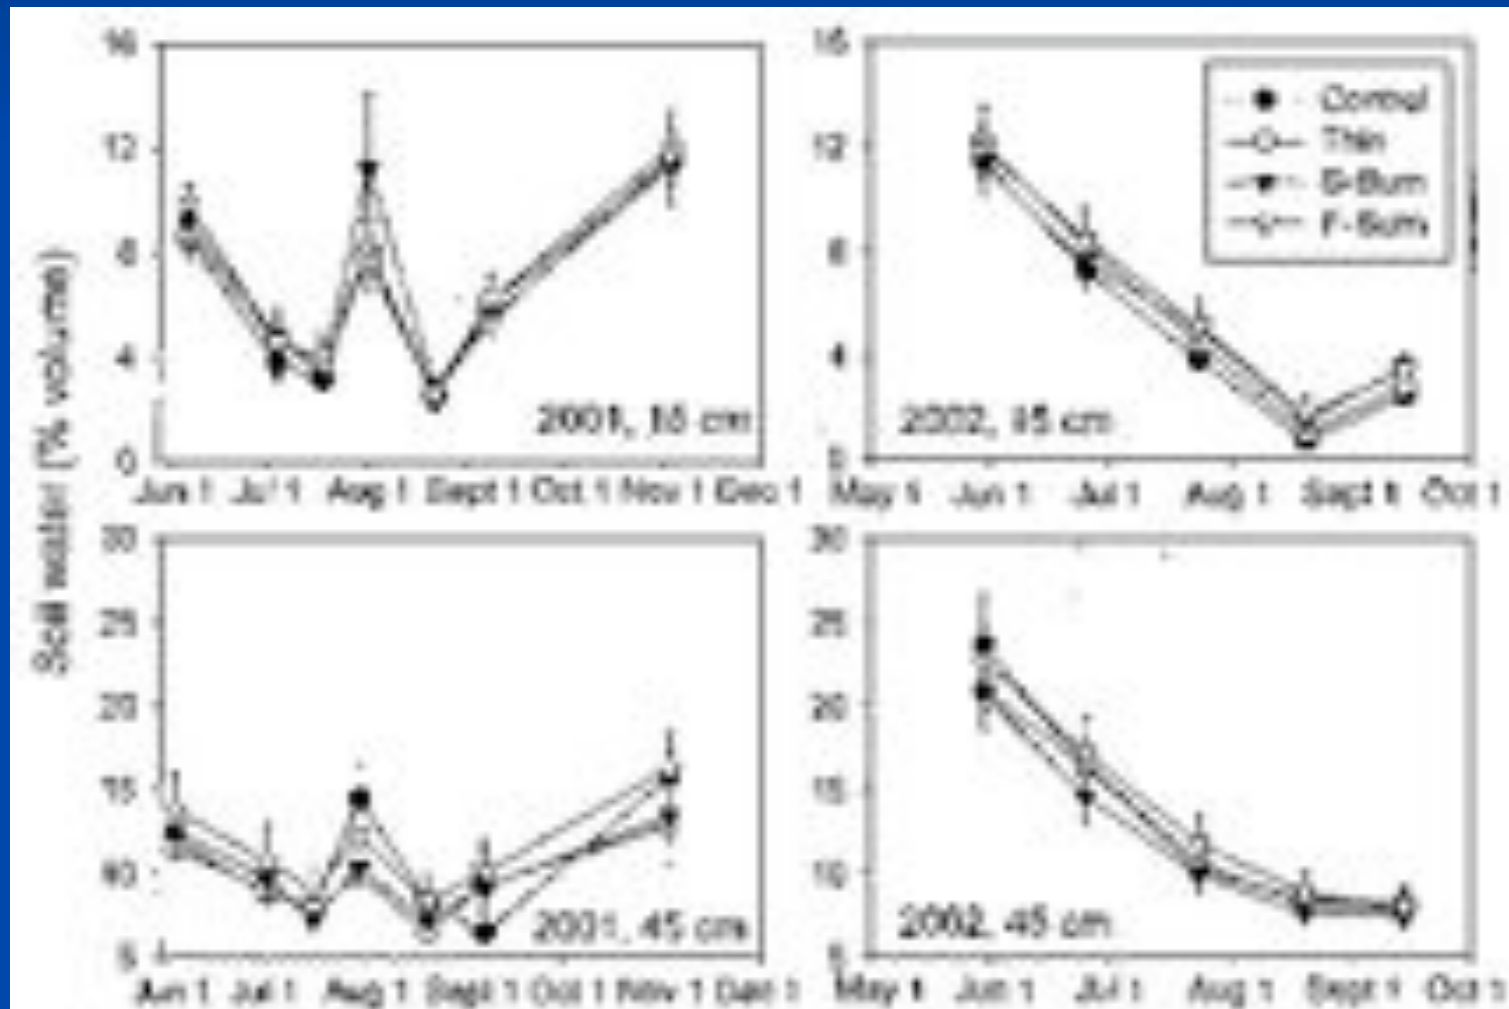 Soil water (% volume)
16
12
8
4
0
2001, 15 cm
Jun 1 Jul 1 Aug 1 Sept 1 Oct 1 Nov 1 Dec 1
16
12
8
4
0
Control
Thin
S-Burn
F-Burn
2002, 15 cm
May 1 Jun 1 Jul 1 Aug 1 Sept 1 Oct 1
30
25
20
15
10
5
2001, 45 cm
Jun 1 Jul 1 Aug 1 Sept 1 Oct 1 Nov 1 Dec 1
30
25
20
15
10
5
2002, 45 cm
May 1 Jun 1 Jul 1 Aug 1 Sept 1 Oct 1